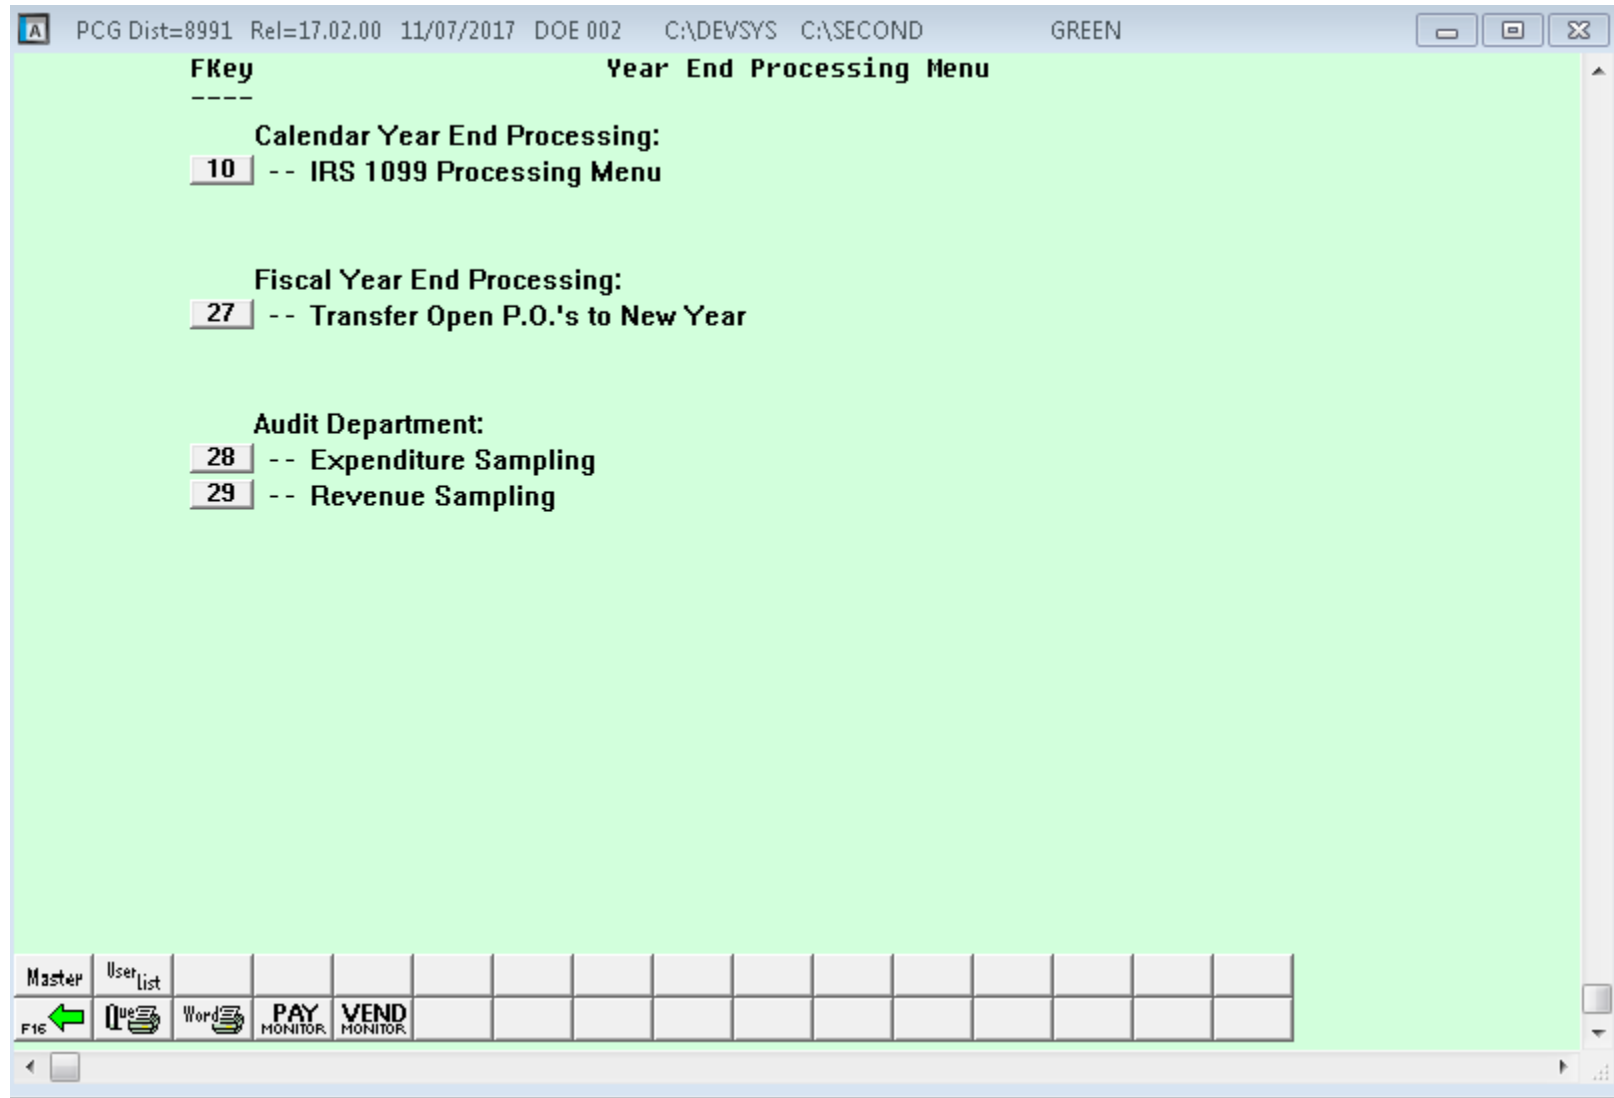 A PCG Dist=8991 Rel=17.02.00 11/07/2017 DOE 002 C:\DEVSYS C:\SECOND GREEN
FKey Year End Processing Menu
----
Calendar Year End Processing:
10 -- IRS 1099 Processing Menu
Fiscal Year End Processing:
27 -- Transfer Open P.O.'s to New Year
Audit Department:
28 -- Expenditure Sampling
29 -- Revenue Sampling
Master User List
F16 Que Word PAY MONITOR VEND MONITOR